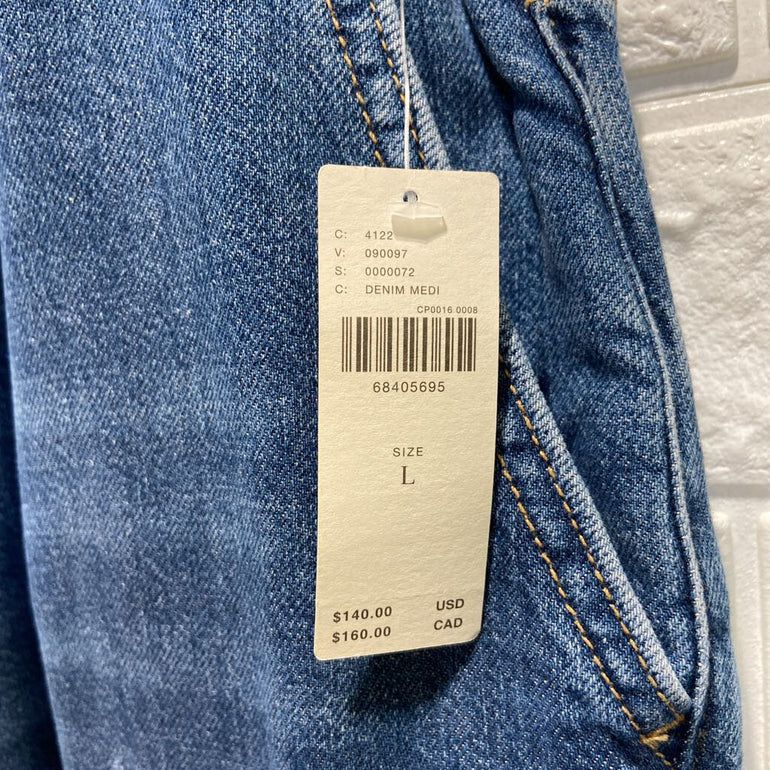 C: 4122
V: 090097
S: 0000072
C: DENIM MEDI
CP0016 0008
68405695
SIZE
L
$140.00 USD
$160.00 CAD